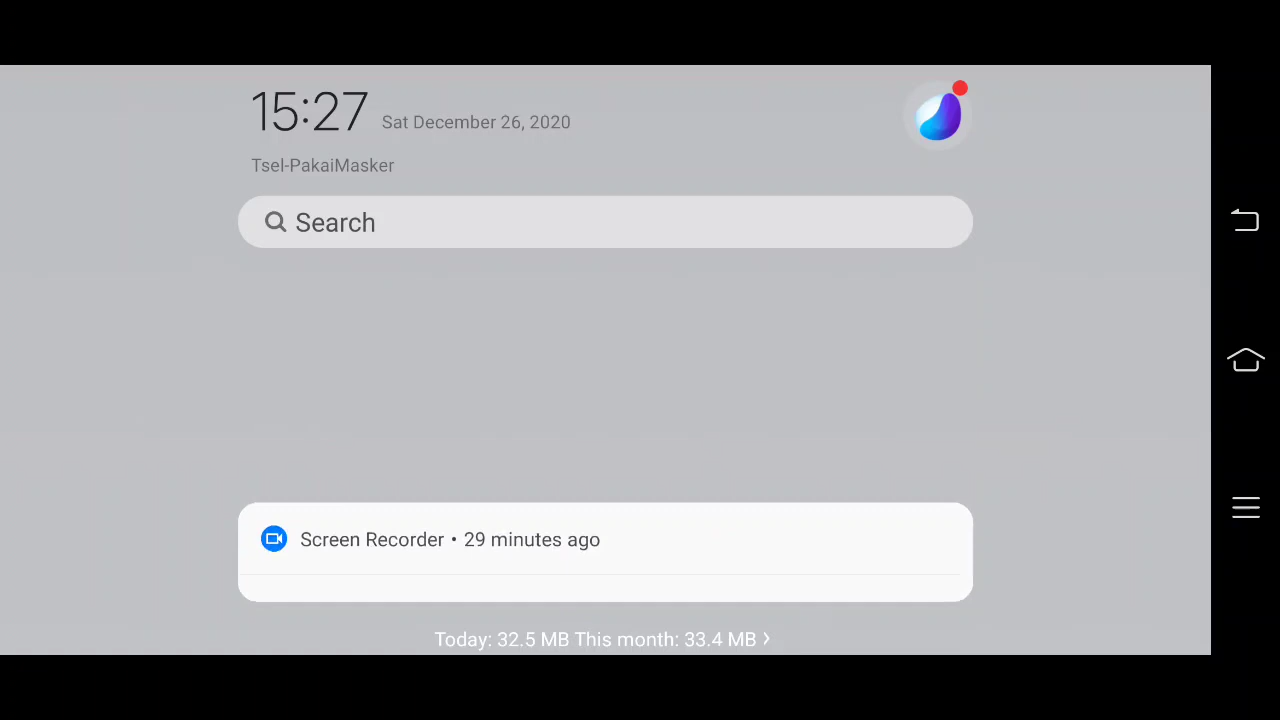 15:27 Sat December 26, 2020
Tsel-PakaiMasker
Search
Screen Recorder • 29 minutes ago
Today: 32.5 MB This month: 33.4 MB >